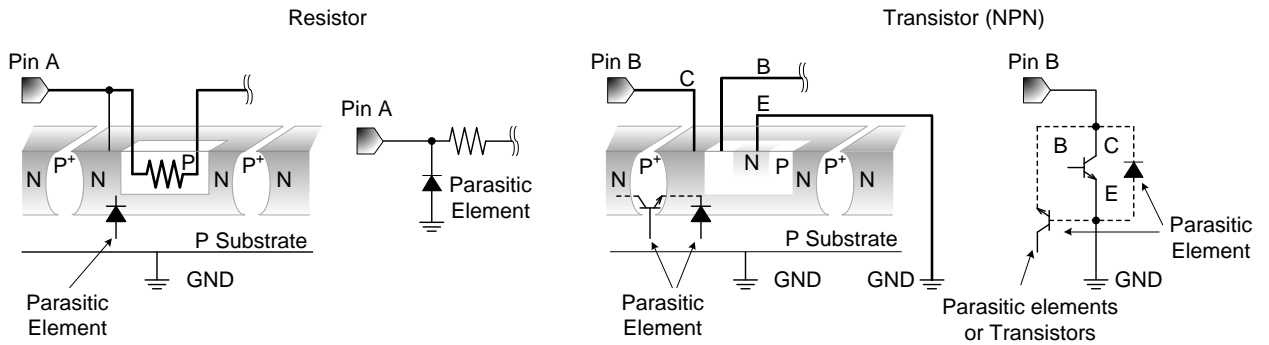 Resistor
Transistor (NPN)
Pin A
Pin A
N
P+
N
P
N
P+
N
Parasitic
Element
P Substrate
GND
Parasitic
Element
Pin B
C
B
E
N
P+
N
N
P
N
P+
N
P Substrate
GND
GND
Parasitic
Element
Pin B
B
C
E
Parasitic
Element
GND
Parasitic elements
or Transistors